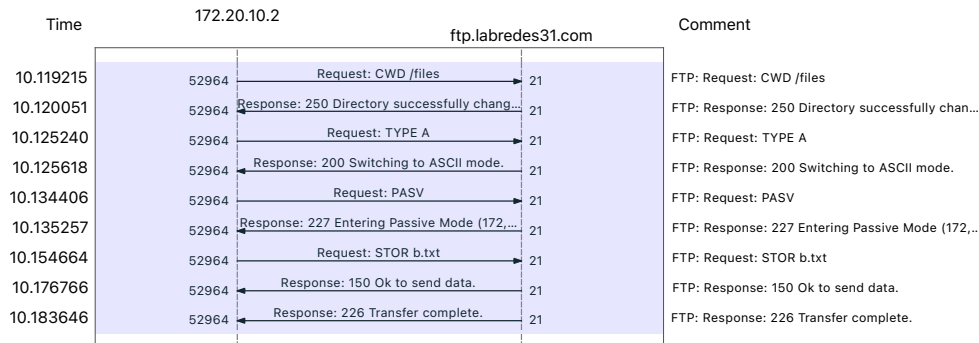 172.20.10.2
Time
ftp.labredes31.com
Comment
10.119215 52964 Request: CWD /files 21 FTP: Request: CWD /files
10.120051 52964 Response: 250 Directory successfully chang... 21 FTP: Response: 250 Directory successfully chan...
10.125240 52964 Request: TYPE A 21 FTP: Request: TYPE A
10.125618 52964 Response: 200 Switching to ASCII mode. 21 FTP: Response: 200 Switching to ASCII mode.
10.134406 52964 Request: PASV 21 FTP: Request: PASV
10.135257 52964 Response: 227 Entering Passive Mode (172,... 21 FTP: Response: 227 Entering Passive Mode (172,..
10.154664 52964 Request: STOR b.txt 21 FTP: Request: STOR b.txt
10.176766 52964 Response: 150 Ok to send data. 21 FTP: Response: 150 Ok to send data.
10.183646 52964 Response: 226 Transfer complete. 21 FTP: Response: 226 Transfer complete.